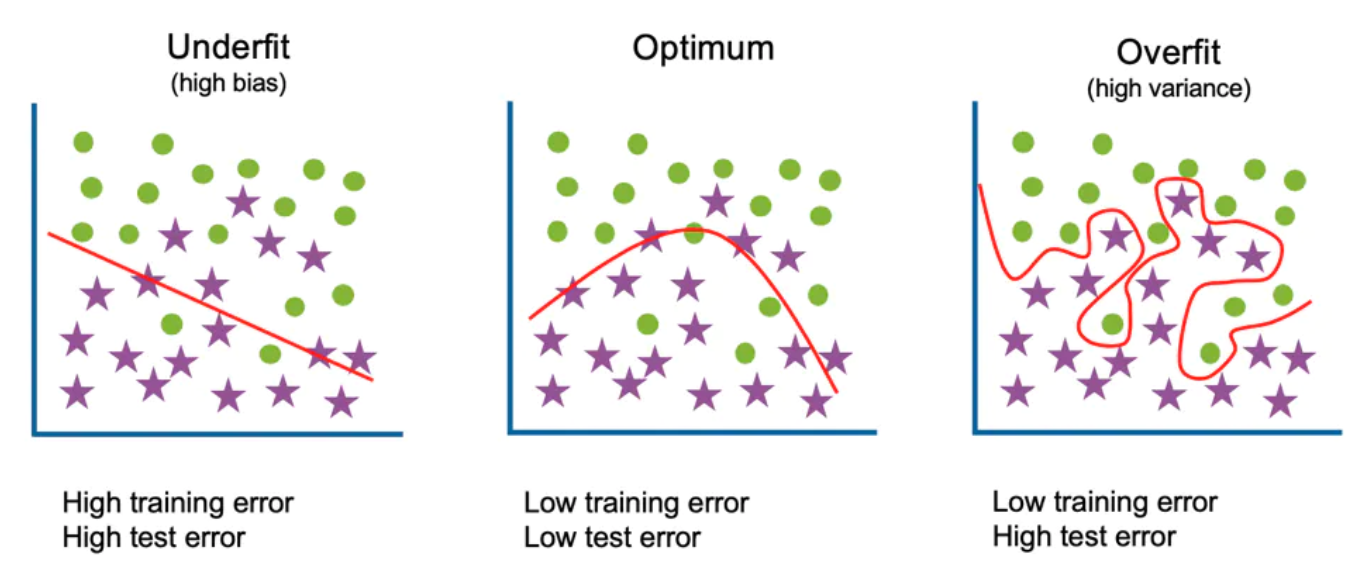 Underfit
(high bias)
Optimum
Overfit
(high variance)
High training error
High test error
Low training error
Low test error
Low training error
High test error